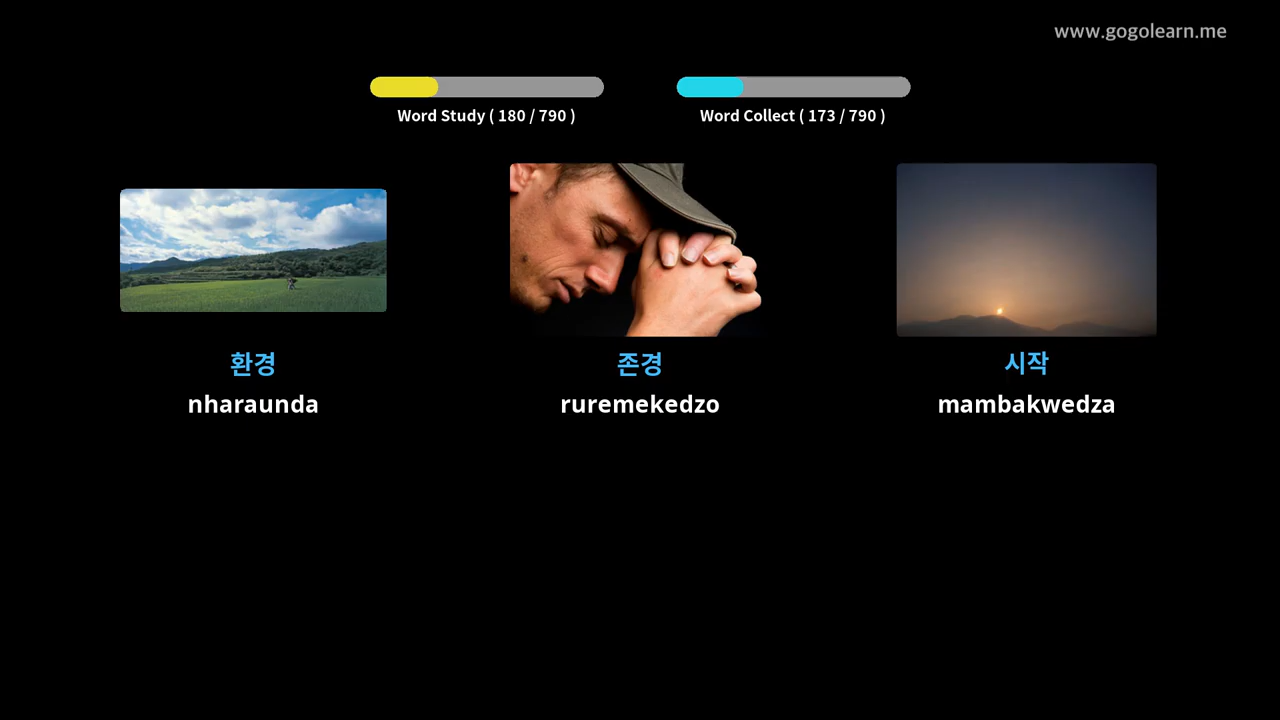 www.gogolearn.me
Word Study ( 180 / 790 )
Word Collect ( 173 / 790 )
환경
nharaunda
존경
ruremekedzo
시작
mambakwedza